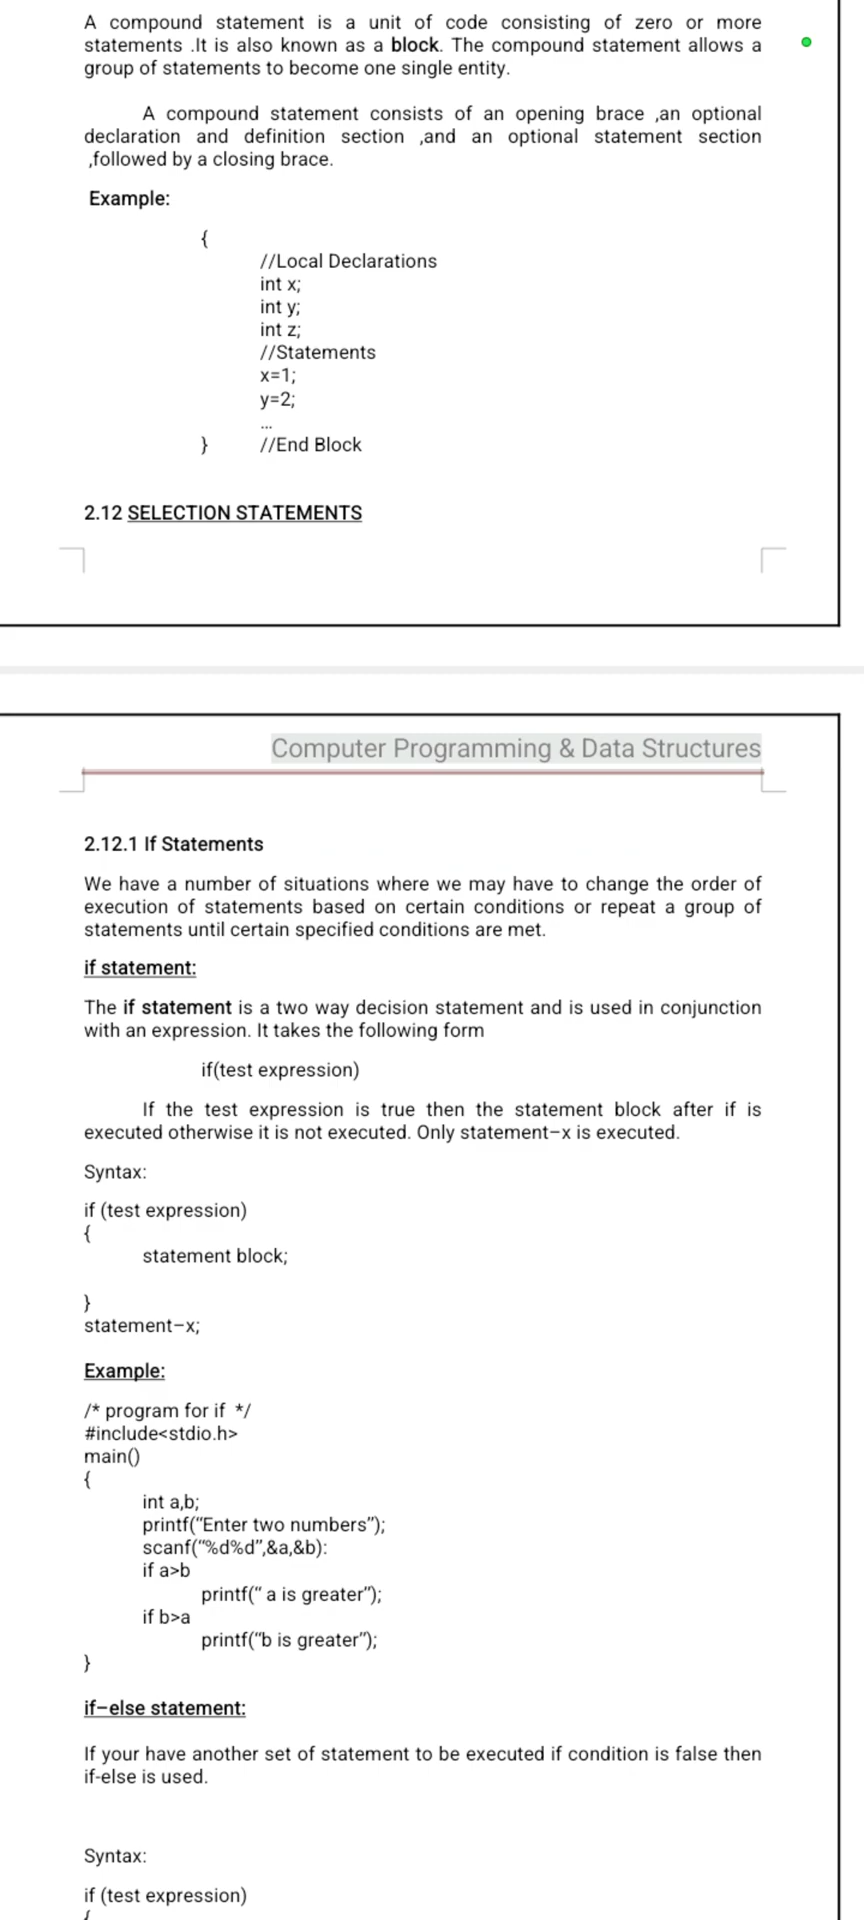 A compound statement is a unit of code consisting of zero or more
statements .It is also known as a block. The compound statement allows a
group of statements to become one single entity.
A compound statement consists of an opening brace ,an optional
declaration and definition section ,and an optional statement section
,followed by a closing brace.
Example:
{
//Local Declarations
int x;
int y;
int z;
//Statements
x=1;
y=2;
...
} //End Block
2.12 SELECTION STATEMENTS
Computer Programming & Data Structures
2.12.1 If Statements
We have a number of situations where we may have to change the order of
execution of statements based on certain conditions or repeat a group of
statements until certain specified conditions are met.
if statement:
The if statement is a two way decision statement and is used in conjunction
with an expression. It takes the following form
if(test expression)
If the test expression is true then the statement block after if is
executed otherwise it is not executed. Only statement–x is executed.
Syntax:
if (test expression)
{
statement block;
}
statement–x;
Example:
/* program for if */
#include<stdio.h>
main()
{
int a,b;
printf(“Enter two numbers”);
scanf(“%d%d”,&a,&b):
if a>b
printf(“ a is greater”);
if b>a
printf(“b is greater”);
}
if–else statement:
If your have another set of statement to be executed if condition is false then
if-else is used.
Syntax:
if (test expression)
{